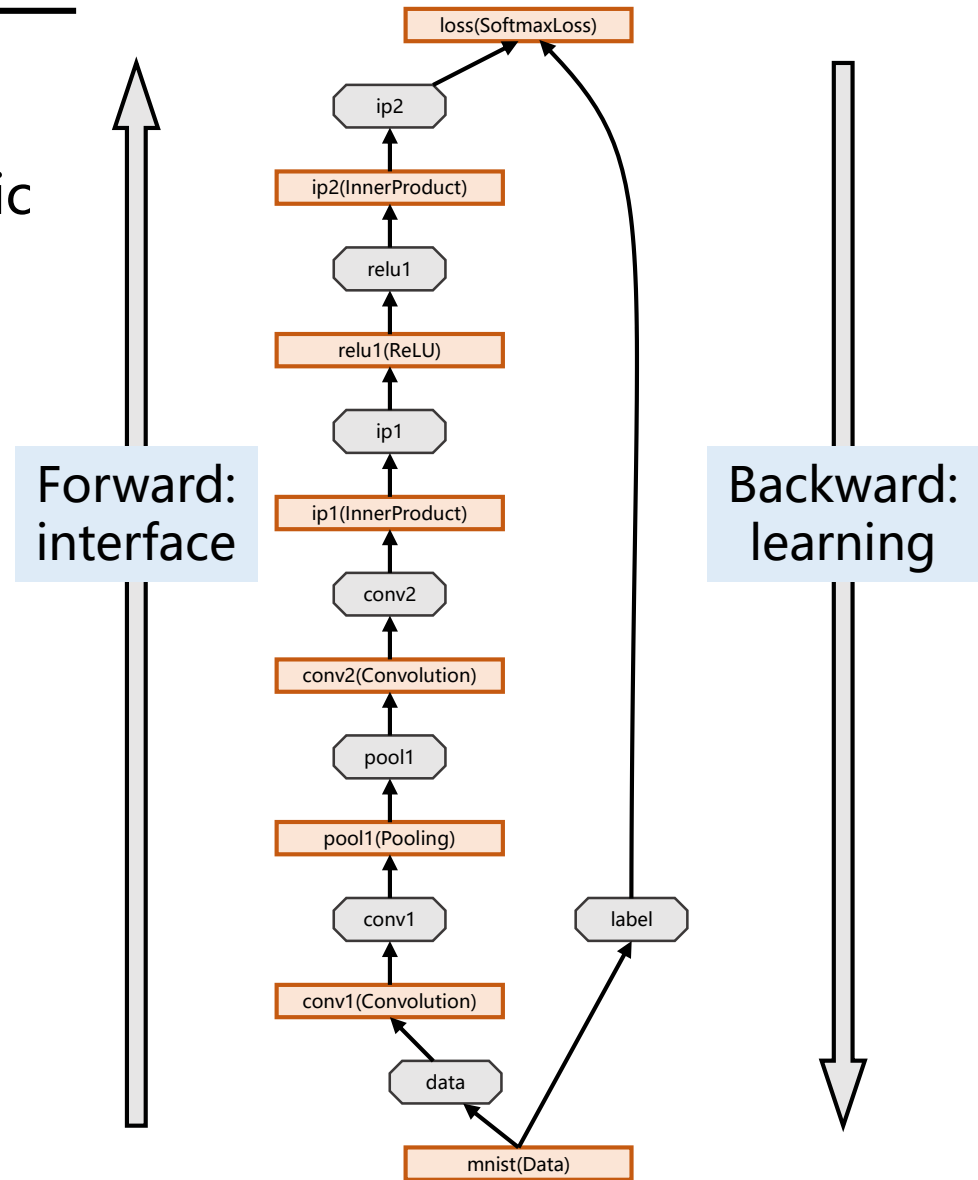 loss(SoftmaxLoss)
ip2
ip2(InnerProduct)
ic
relu1
relu1(ReLU)
ip1
Forward:
interface
ip1(InnerProduct)
Backward:
learning
conv2
conv2(Convolution)
pool1
pool1(Pooling)
conv1
label
conv1(Convolution)
data
mnist(Data)